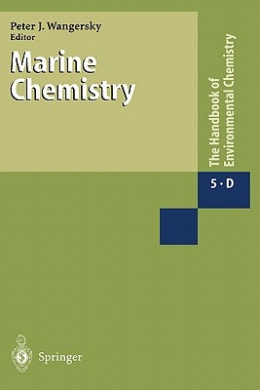 Peter J. Wangersky
Editor
Marine
Chemistry
The Handbook of
Environmental Chemistry
5 · D
Springer